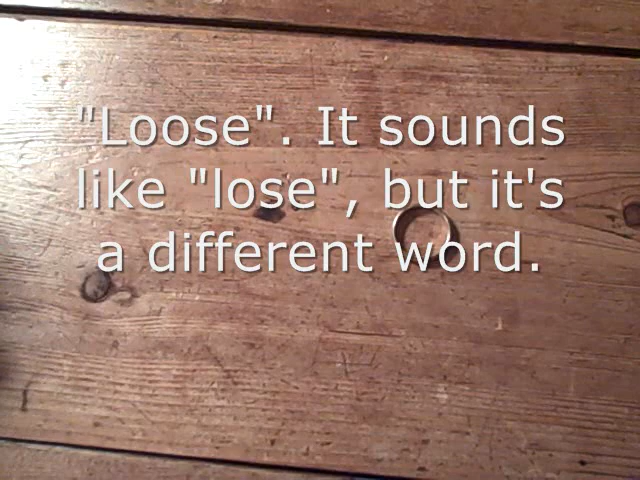 "Loose". It sounds
like "lose", but it's
a different word.